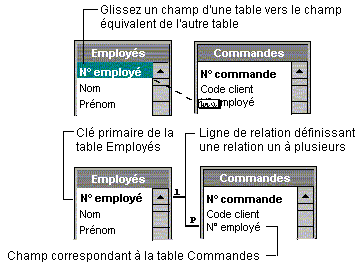 Glissez un champ d'une table vers le champ
équivalent de l'autre table
Employés
N° employé
Nom
Prénom
Commandes
N° commande
Code client
employé
Clé primaire de la
table Employés
Ligne de relation définissant
une relation un à plusieurs
Employés
N° employé
Nom
Prénom
1
P
Commandes
N° commande
Code client
N° employé
Champ correspondant à la table Commandes